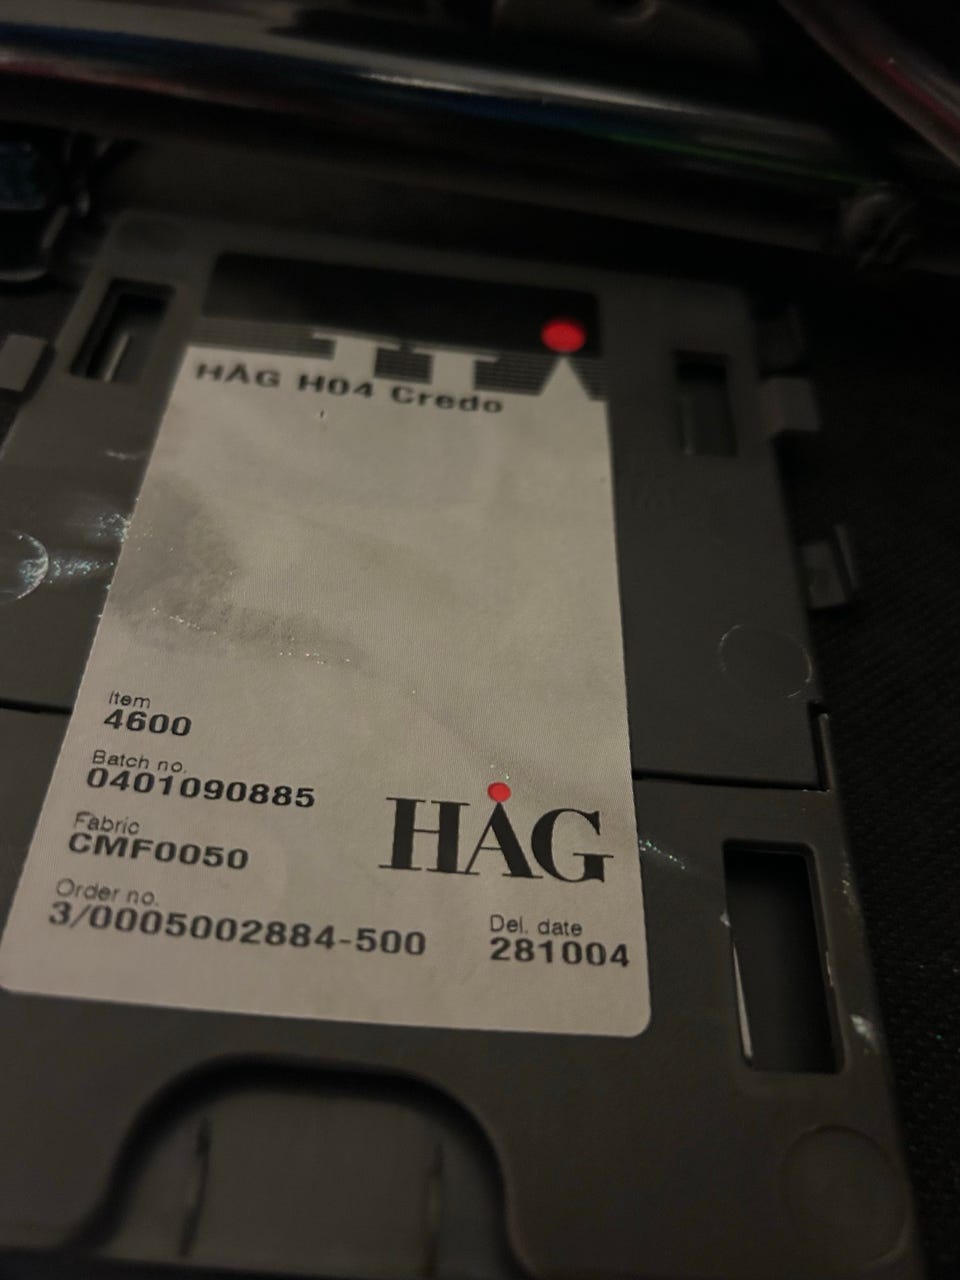 HÅG H04 Credo
Item
4600
Batch no.
0401090885
Fabric
CMF0050
Order no.
3/0005002884-500
HÅG
Del. date
281004